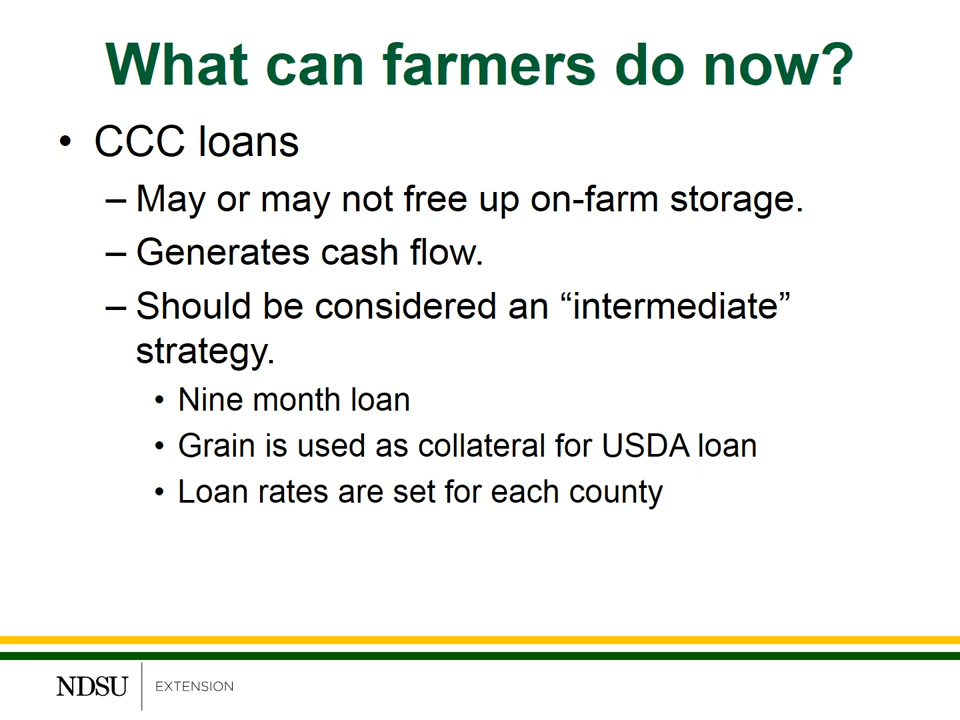 What can farmers do now?
• CCC loans
– May or may not free up on-farm storage.
– Generates cash flow.
– Should be considered an “intermediate”
strategy.
• Nine month loan
• Grain is used as collateral for USDA loan
• Loan rates are set for each county
NDSU EXTENSION